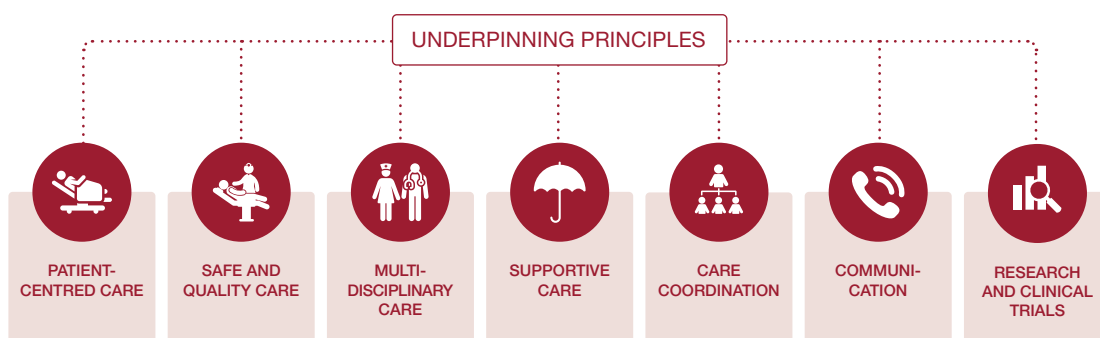 UNDERPINNING PRINCIPLES
PATIENT-
CENTRED CARE
SAFE AND
QUALITY CARE
MULTI-
DISCIPLINARY
CARE
SUPPORTIVE
CARE
CARE
COORDINATION
COMMUNI-
CATION
RESEARCH
AND CLINICAL
TRIALS